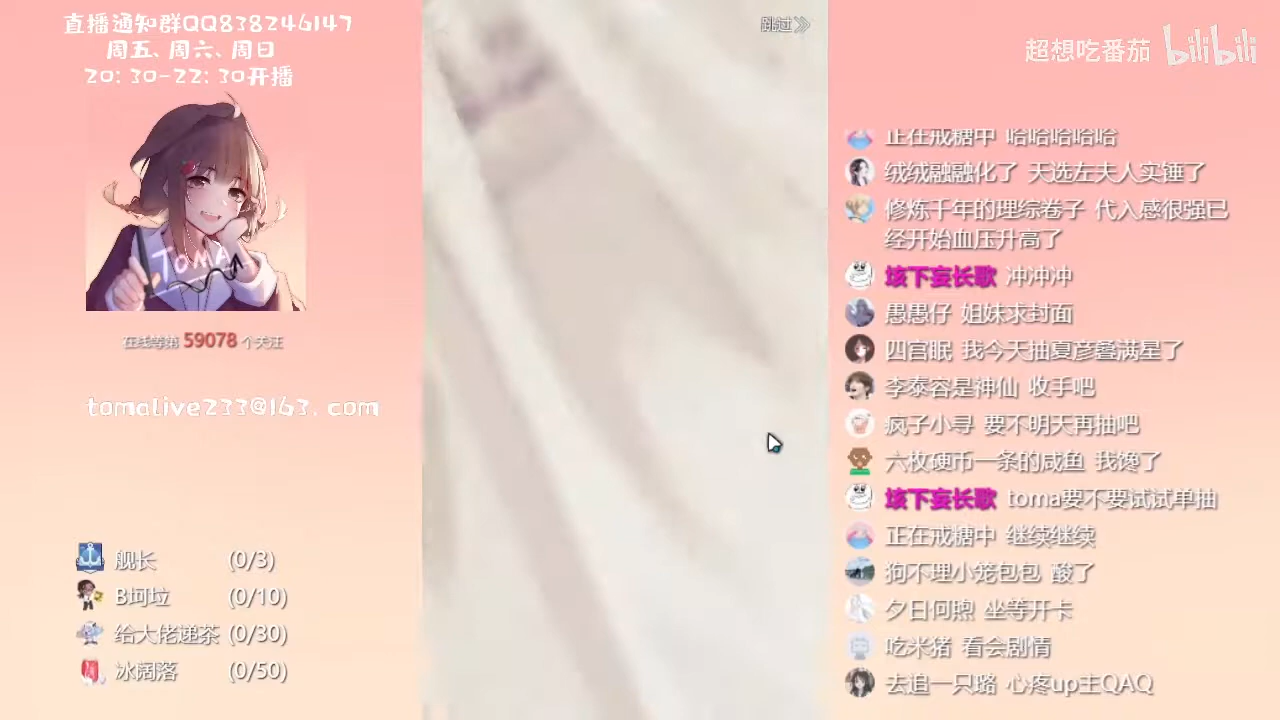 直播通知群QQ838246147
周五、周六、周日
20: 30-22: 30开播
TOMA
在线等第 59078 个关注
tomalive233@163. com
舰长 (0/3)
B坷垃 (0/10)
给大佬递茶 (0/30)
冰阔落 (0/50)
跳过
超想吃番茄 bilibili
正在戒糖中 哈哈哈哈哈
绒绒融融化了 天选左夫人实锤了
修炼千年的理综卷子 代入感很强已
经开始血压升高了
垓下妄长歌 冲冲冲
愚愚仔 姐妹求封面
四宫眠 我今天抽夏彦叠满星了
李泰容是神仙 收手吧
疯子小寻 要不明天再抽吧
六枚硬币一条的咸鱼 我馋了
垓下妄长歌 toma要不要试试单抽
正在戒糖中 继续继续
狗不理小笼包包 酸了
夕日何煦 坐等开卡
吃米猪 看会剧情
去追一只璐 心疼up主QAQ